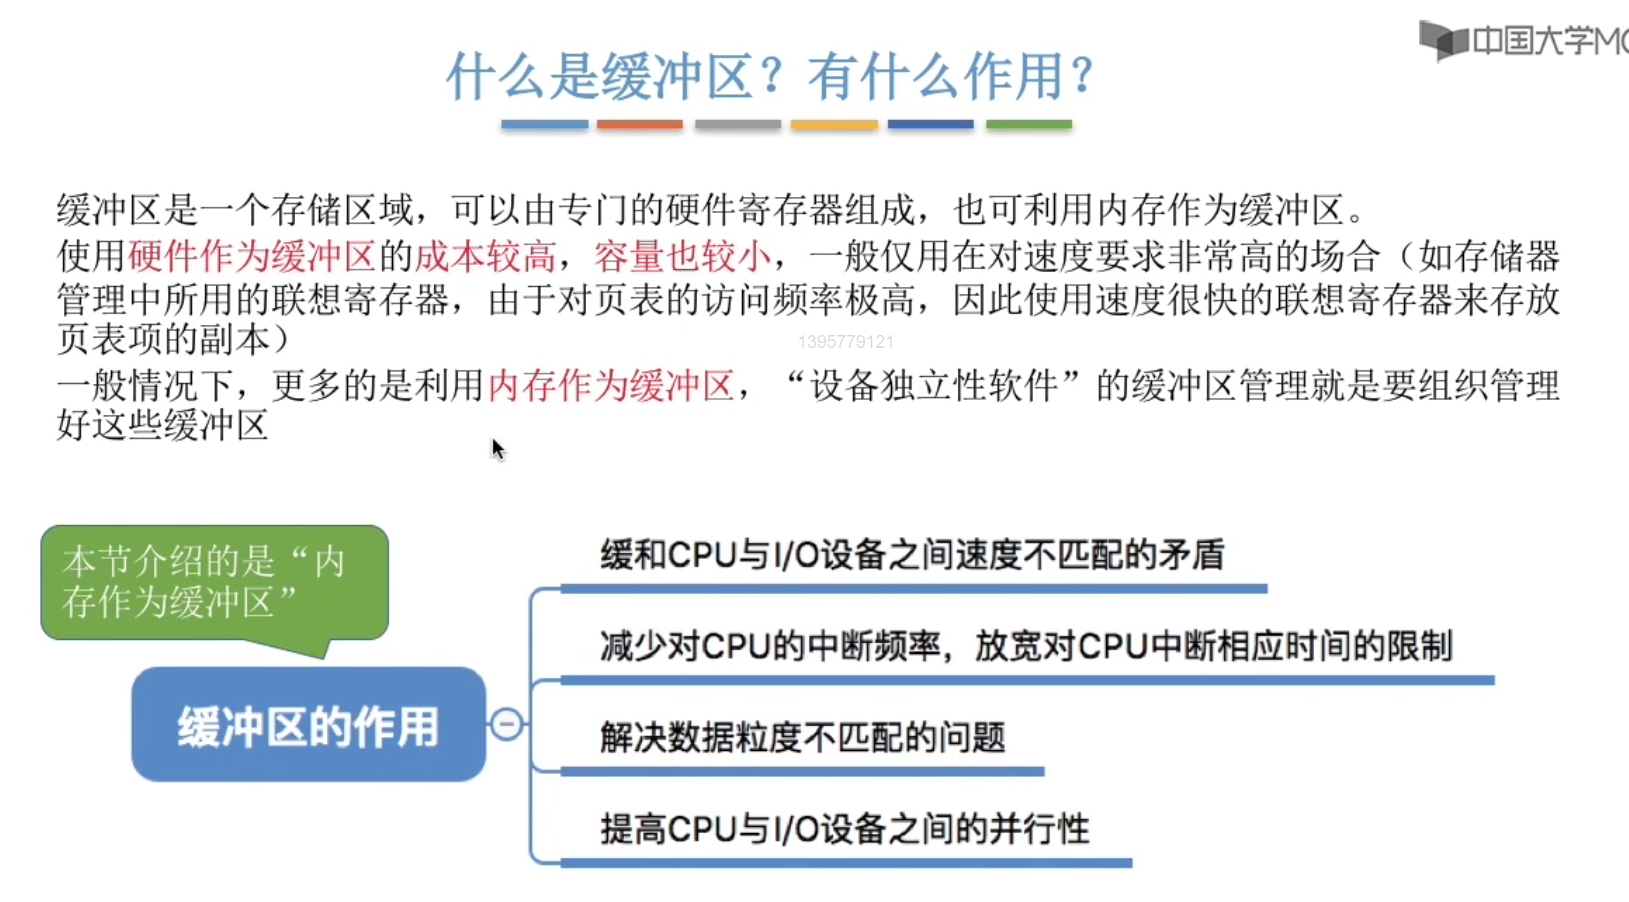 中国大学MO
什么是缓冲区？有什么作用？
缓冲区是一个存储区域，可以由专门的硬件寄存器组成，也可利用内存作为缓冲区。
使用硬件作为缓冲区的成本较高，容量也较小，一般仅用在对速度要求非常高的场合（如存储器
管理中所用的联想寄存器，由于对页表的访问频率极高，因此使用速度很快的联想寄存器来存放
页表项的副本）
1395779121
一般情况下，更多的是利用内存作为缓冲区，“设备独立性软件”的缓冲区管理就是要组织管理
好这些缓冲区
本节介绍的是“内
存作为缓冲区”
缓冲区的作用
缓和CPU与I/O设备之间速度不匹配的矛盾
减少对CPU的中断频率，放宽对CPU中断相应时间的限制
解决数据粒度不匹配的问题
提高CPU与I/O设备之间的并行性